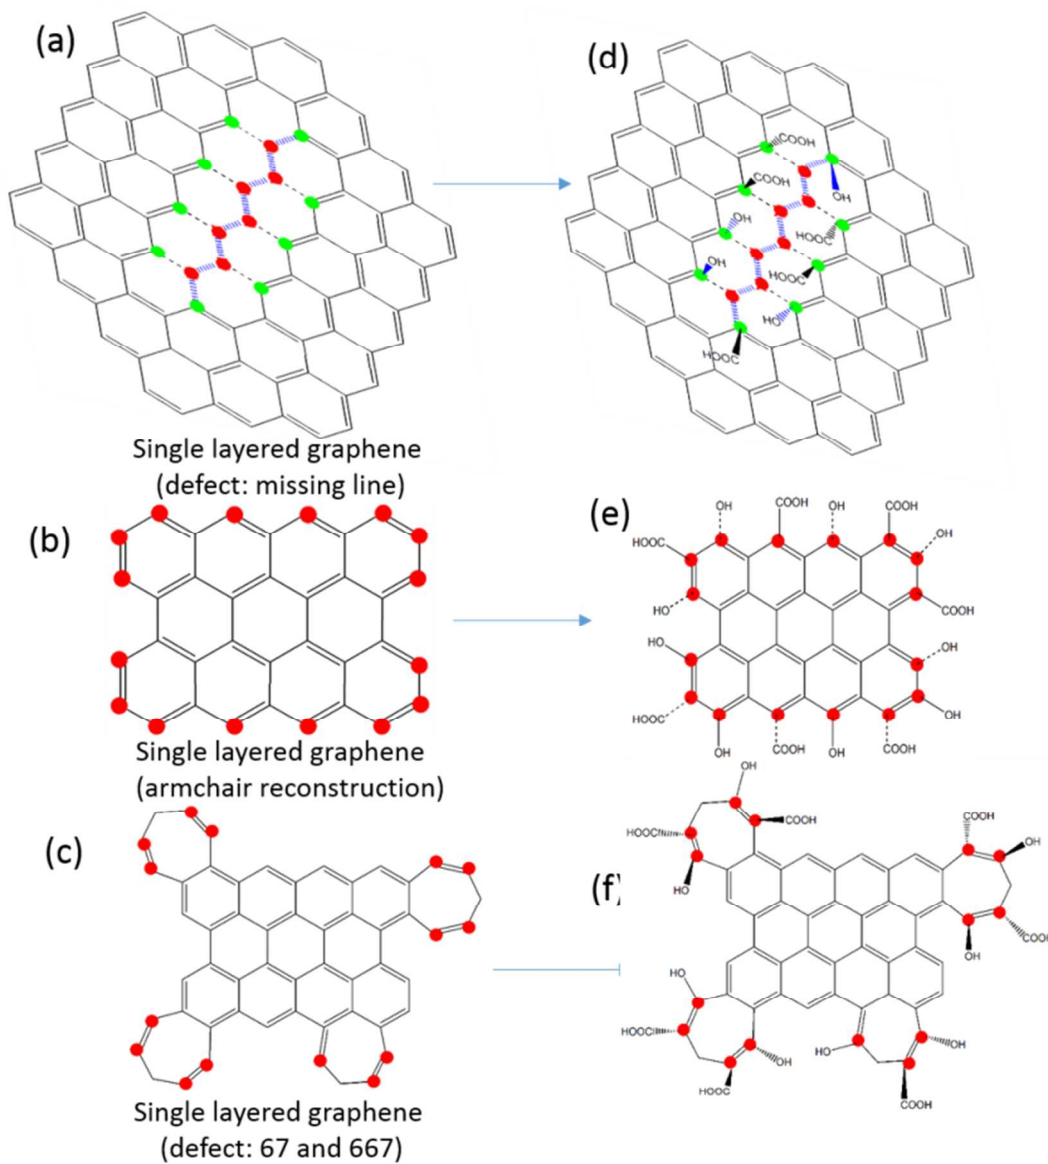 (a)
(d)
COOH
COOH
OH
OH
HOOC
OH
HOOC
HO
HOOC
Single layered graphene
(defect: missing line)
(b)
(e)
OH
COOH
OH
COOH
OH
HOOC
HO
COOH
HO
OH
HOOC
OH
OH
COOH
OH
COOH
Single layered graphene
(armchair reconstruction)
(c)
(f)
OH
HOOC
COOH
HO
COOH
OH
COOH
OH
HO
HOOC
OH
HOOC
HO
OH
COOH
Single layered graphene
(defect: 67 and 667)